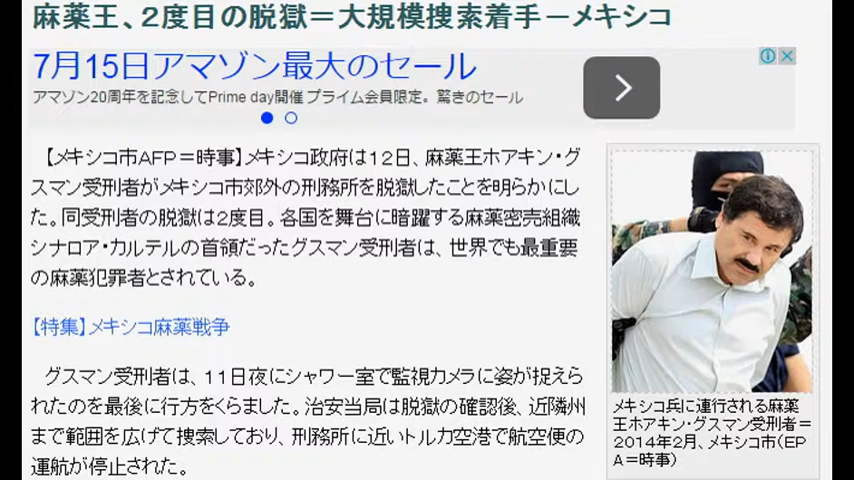 麻薬王、2度目の脱獄＝大規模捜索着手－メキシコ
7月15日アマゾン最大のセール
アマゾン20周年を記念してPrime day開催 プライム会員限定。驚きのセール
【メキシコ市AFP＝時事】メキシコ政府は12日、麻薬王ホアキン・グ
スマン受刑者がメキシコ市郊外の刑務所を脱獄したことを明らかにし
た。同受刑者の脱獄は2度目。各国を舞台に暗躍する麻薬密売組織
シナロア・カルテルの首領だったグスマン受刑者は、世界でも最重要
の麻薬犯罪者とされている。
【特集】メキシコ麻薬戦争
グスマン受刑者は、11日夜にシャワー室で監視カメラに姿が捉えら
れたのを最後に行方をくらました。治安当局は脱獄の確認後、近隣州
まで範囲を広げて捜索しており、刑務所に近いトルカ空港で航空便の
運航が停止された。
メキシコ兵に連行される麻薬
王ホアキン・グスマン受刑者＝
2014年2月、メキシコ市（EP
A＝時事）